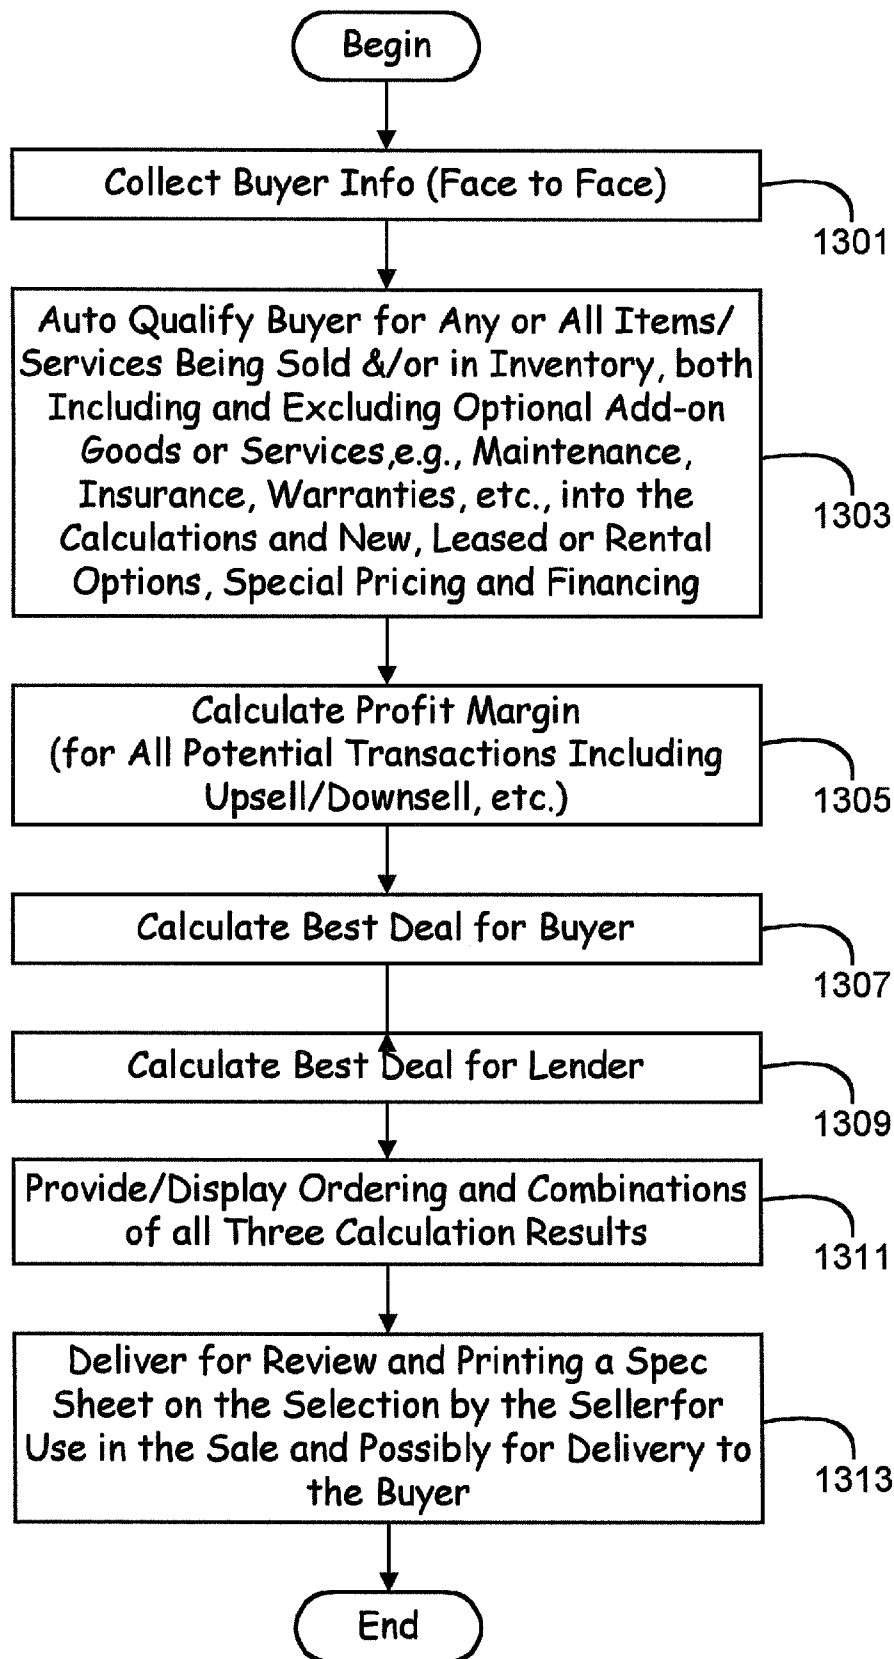 Begin
Collect Buyer Info (Face to Face)
1301
Auto Qualify Buyer for Any or All Items/
Services Being Sold &/or in Inventory, both
Including and Excluding Optional Add-on
Goods or Services,e.g., Maintenance,
Insurance, Warranties, etc., into the
Calculations and New, Leased or Rental
Options, Special Pricing and Financing
1303
Calculate Profit Margin
(for All Potential Transactions Including
Upsell/Downsell, etc.)
1305
Calculate Best Deal for Buyer
1307
Calculate Best Deal for Lender
1309
Provide/Display Ordering and Combinations
of all Three Calculation Results
1311
Deliver for Review and Printing a Spec
Sheet on the Selection by the Sellerfor
Use in the Sale and Possibly for Delivery to
the Buyer
1313
End